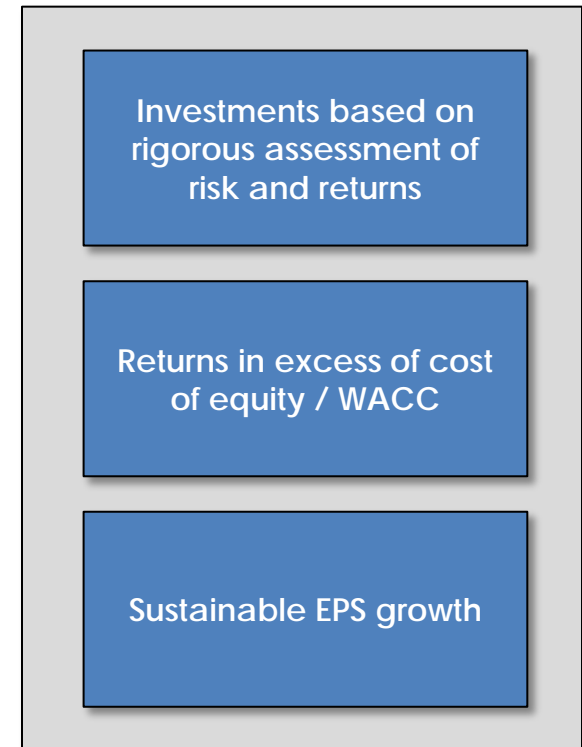 Investments based on
rigorous assessment of
risk and returns
Returns in excess of cost
of equity / WACC
Sustainable EPS growth